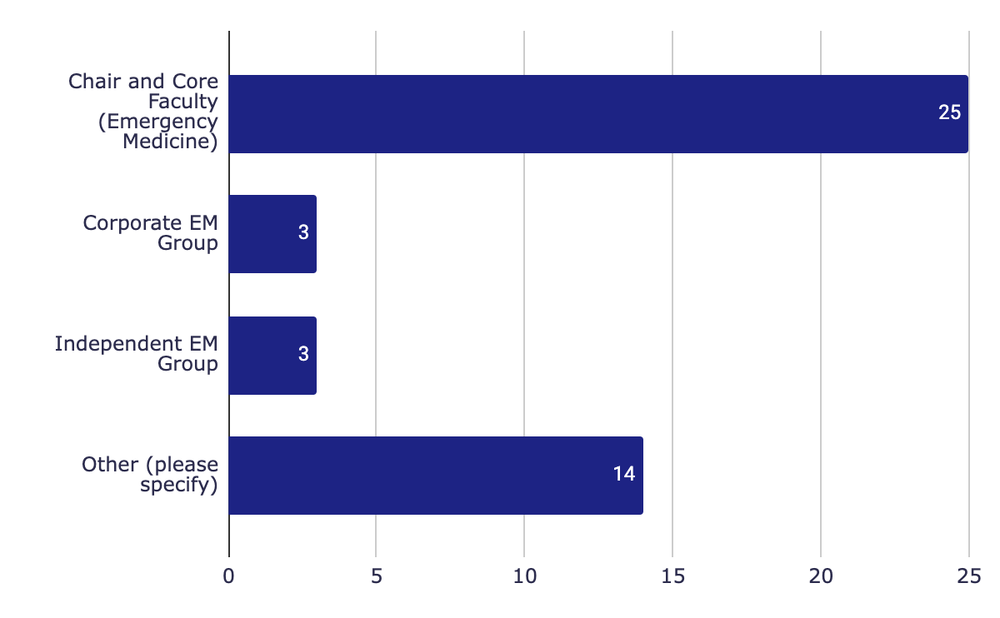 Chair and Core
Faculty
(Emergency
Medicine)
25
Corporate EM
Group
3
Independent EM
Group
3
Other (please
specify)
14
0 5 10 15 20 25